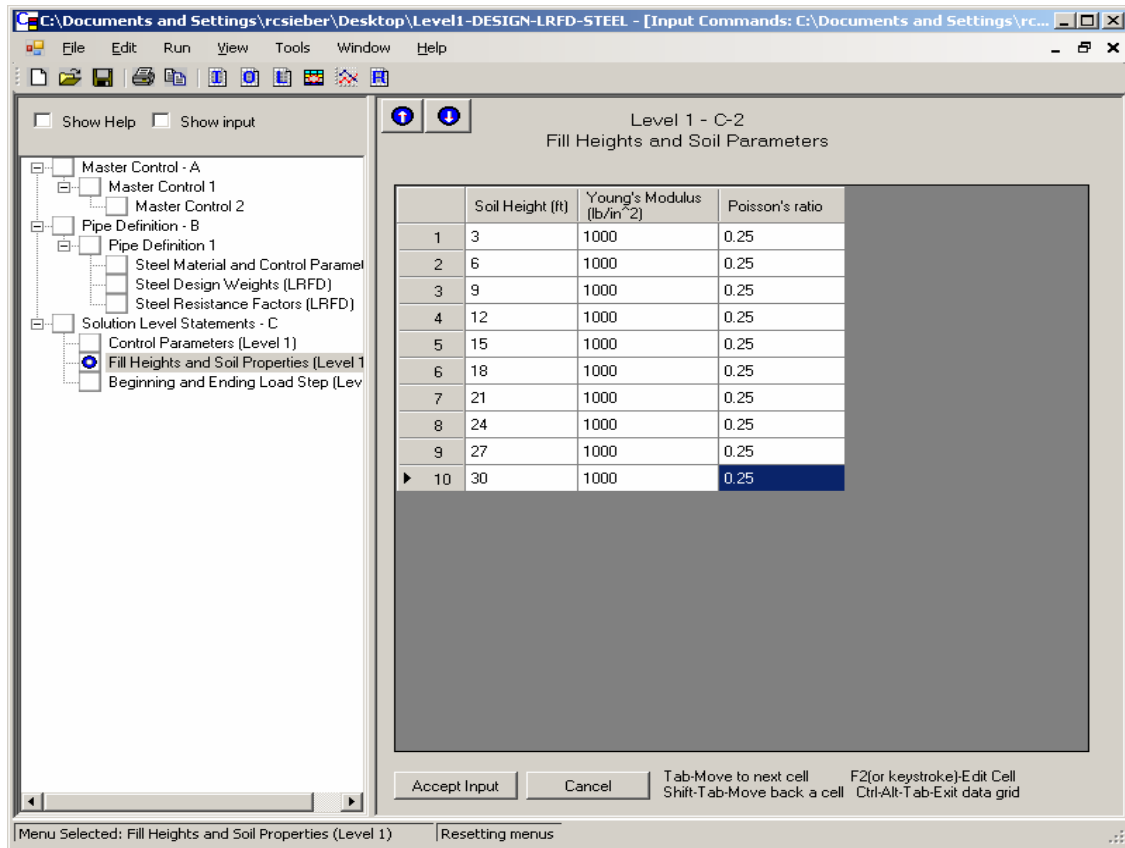 C:\Documents and Settings\rcsieber\Desktop\Level1-DESIGN-LRFD-STEEL - [Input Commands: C:\Documents and Settings\rc...
File Edit Run View Tools Window Help
Show Help Show input
Level 1 - C-2
Fill Heights and Soil Parameters
Master Control - A
Master Control 1
Master Control 2
Pipe Definition - B
Pipe Definition 1
Steel Material and Control Paramet
Steel Design Weights (LRFD)
Steel Resistance Factors (LRFD)
Solution Level Statements - C
Control Parameters (Level 1)
Fill Heights and Soil Properties (Level 1
Beginning and Ending Load Step (Lev
Soil Height (ft) Young's Modulus (lb/in^2) Poisson's ratio
1 3 1000 0.25
2 6 1000 0.25
3 9 1000 0.25
4 12 1000 0.25
5 15 1000 0.25
6 18 1000 0.25
7 21 1000 0.25
8 24 1000 0.25
9 27 1000 0.25
10 30 1000 0.25
Accept Input Cancel
Tab-Move to next cell F2(or keystroke)-Edit Cell
Shift-Tab-Move back a cell Ctrl-Alt-Tab-Exit data grid
Menu Selected: Fill Heights and Soil Properties (Level 1) Resetting menus